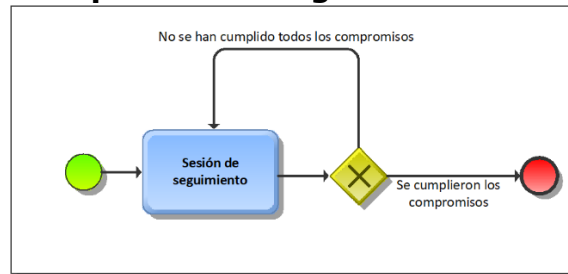 No se han cumplido todos los compromisos
Sesión de
seguimiento
Se cumplieron los
compromisos